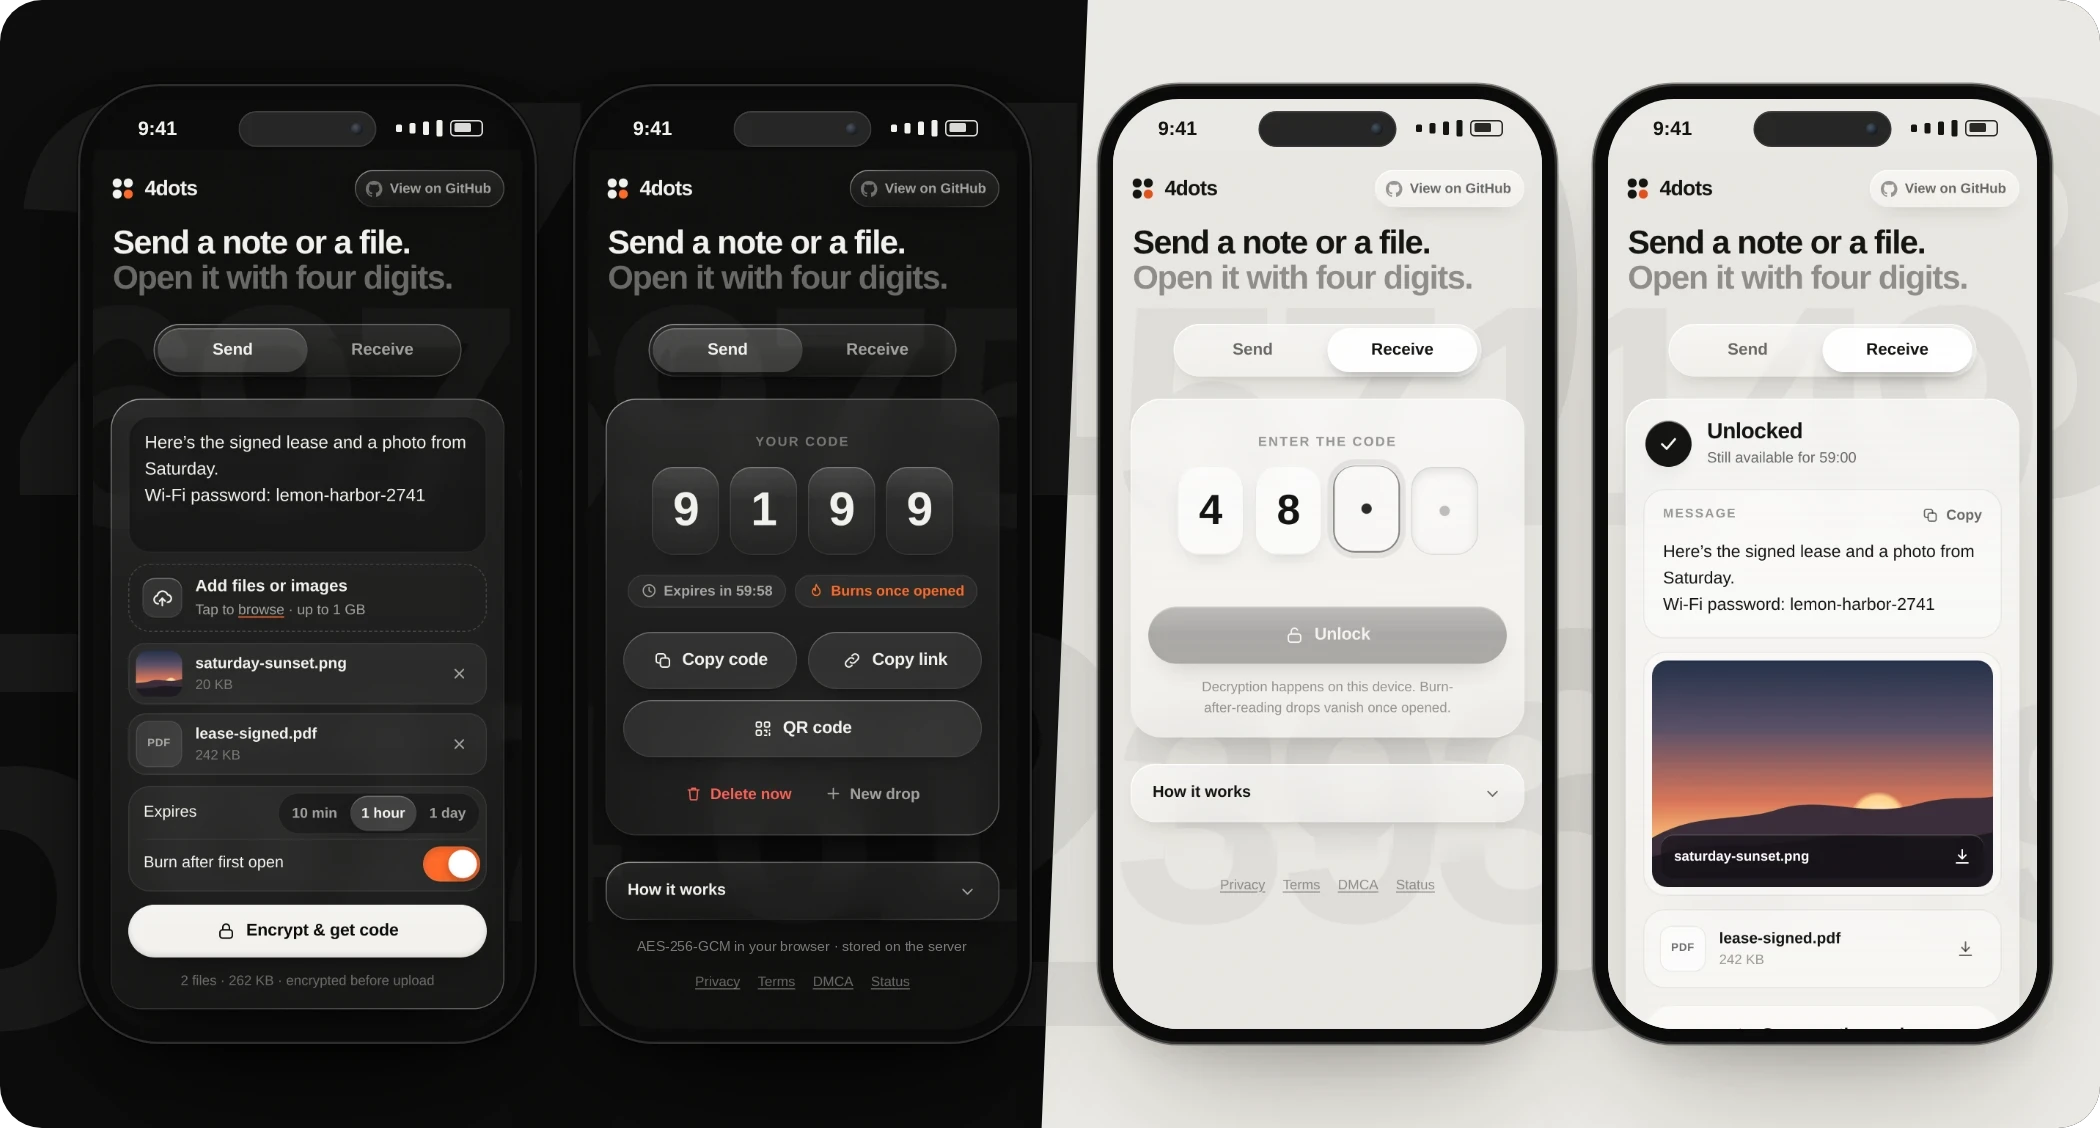 9:41
4dots
View on GitHub
Send a note or a file.
Open it with four digits.
Send
Receive
Here’s the signed lease and a photo from
Saturday.
Wi-Fi password: lemon-harbor-2741
Add files or images
Tap to browse · up to 1 GB
saturday-sunset.png
20 KB
PDF
lease-signed.pdf
242 KB
Expires
10 min
1 hour
1 day
Burn after first open
Encrypt & get code
2 files · 262 KB · encrypted before upload
9:41
4dots
View on GitHub
Send a note or a file.
Open it with four digits.
Send
Receive
YOUR CODE
9 1 9 9
Expires in 59:58
Burns once opened
Copy code
Copy link
QR code
Delete now
New drop
How it works
AES-256-GCM in your browser · stored on the server
Privacy
Terms
DMCA
Status
9:41
4dots
View on GitHub
Send a note or a file.
Open it with four digits.
Send
Receive
ENTER THE CODE
4 8
Unlock
Decryption happens on this device. Burn-
after-reading drops vanish once opened.
How it works
Privacy
Terms
DMCA
Status
9:41
4dots
View on GitHub
Send a note or a file.
Open it with four digits.
Send
Receive
Unlocked
Still available for 59:00
MESSAGE
Copy
Here’s the signed lease and a photo from
Saturday.
Wi-Fi password: lemon-harbor-2741
saturday-sunset.png
PDF
lease-signed.pdf
242 KB